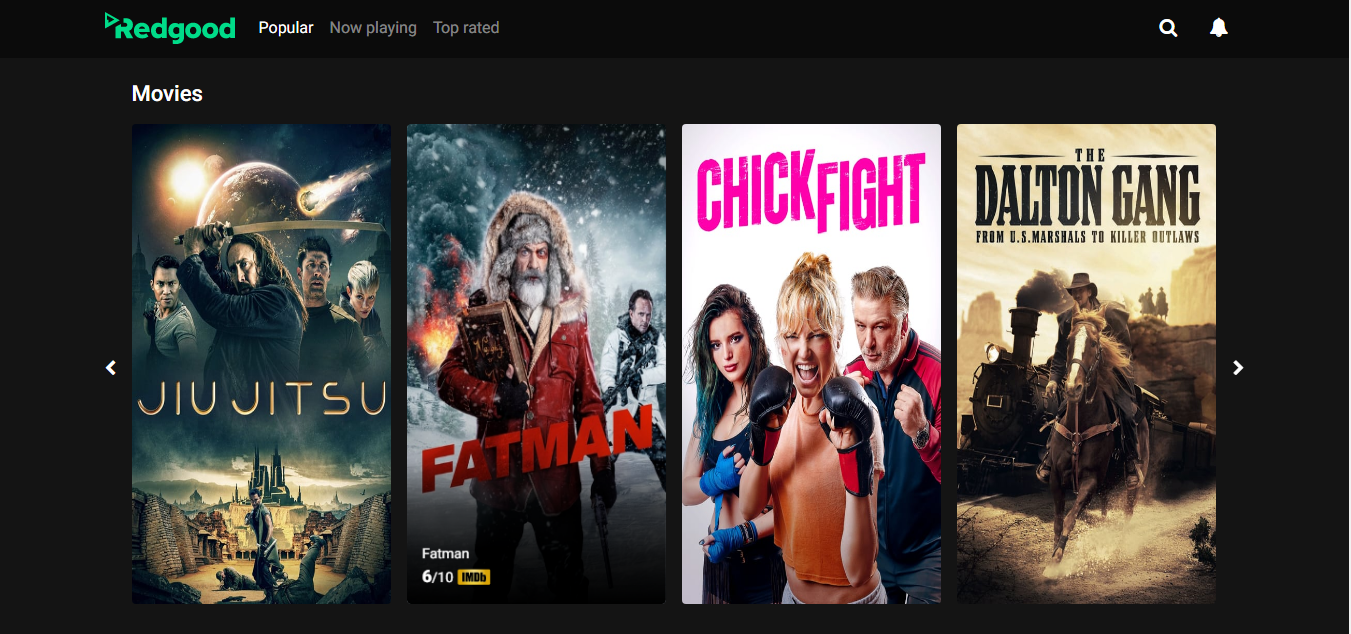 Redgood
Popular
Now playing
Top rated
Movies
JIU JITSU
FATMAN
Fatman
6/10 IMDb
CHICK FIGHT
THE
DALTON GANG
FROM U.S. MARSHALS TO KILLER OUTLAWS